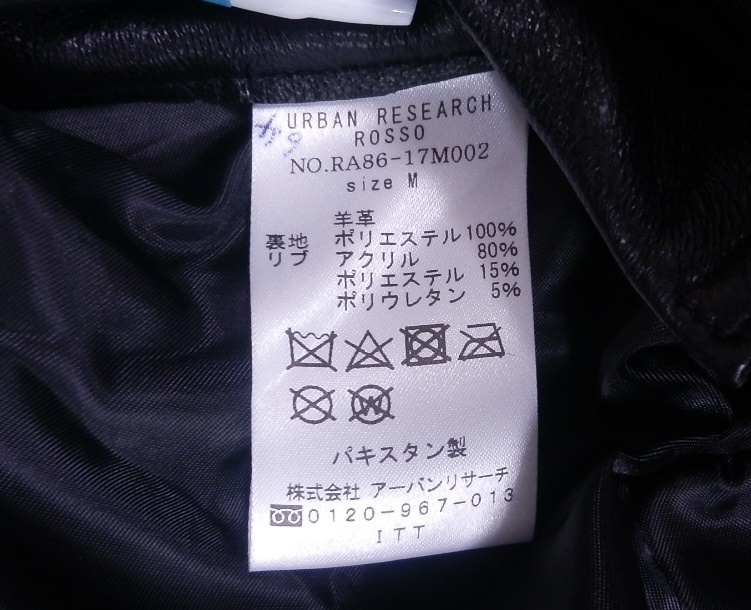 URBAN RESEARCH
ROSSO
NO.RA86-17M002
size M
羊革
裏地 ポリエステル 100%
リブ アクリル 80%
ポリエステル 15%
ポリウレタン 5%
W
パキスタン製
株式会社 アーバンリサーチ
0120-967-013
ITT